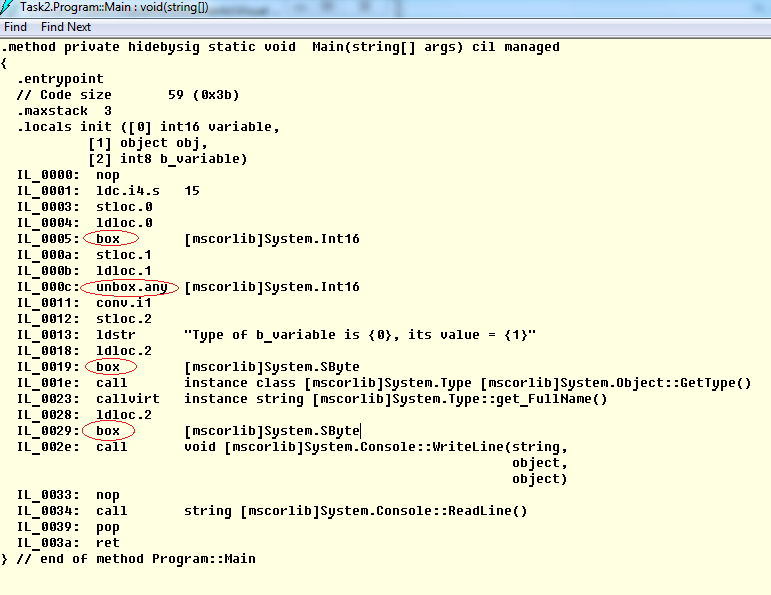 Task2.Program::Main : void(string[])
Find Find Next
.method private hidebysig static void  Main(string[] args) cil managed
{
  .entrypoint
  // Code size       59 (0x3b)
  .maxstack  3
  .locals init ([0] int16 variable,
           [1] object obj,
           [2] int8 b_variable)
  IL_0000:  nop
  IL_0001:  ldc.i4.s   15
  IL_0003:  stloc.0
  IL_0004:  ldloc.0
  IL_0005:  box        [mscorlib]System.Int16
  IL_000a:  stloc.1
  IL_000b:  ldloc.1
  IL_000c:  unbox.any  [mscorlib]System.Int16
  IL_0011:  conv.i1
  IL_0012:  stloc.2
  IL_0013:  ldstr      "Type of b_variable is {0}, its value = {1}"
  IL_0018:  ldloc.2
  IL_0019:  box        [mscorlib]System.SByte
  IL_001e:  call       instance class [mscorlib]System.Type [mscorlib]System.Object::GetType()
  IL_0023:  callvirt   instance string [mscorlib]System.Type::get_FullName()
  IL_0028:  ldloc.2
  IL_0029:  box        [mscorlib]System.SByte
  IL_002e:  call       void [mscorlib]System.Console::WriteLine(string,
                                                                object,
                                                                object)
  IL_0033:  nop
  IL_0034:  call       string [mscorlib]System.Console::ReadLine()
  IL_0039:  pop
  IL_003a:  ret
} // end of method Program::Main